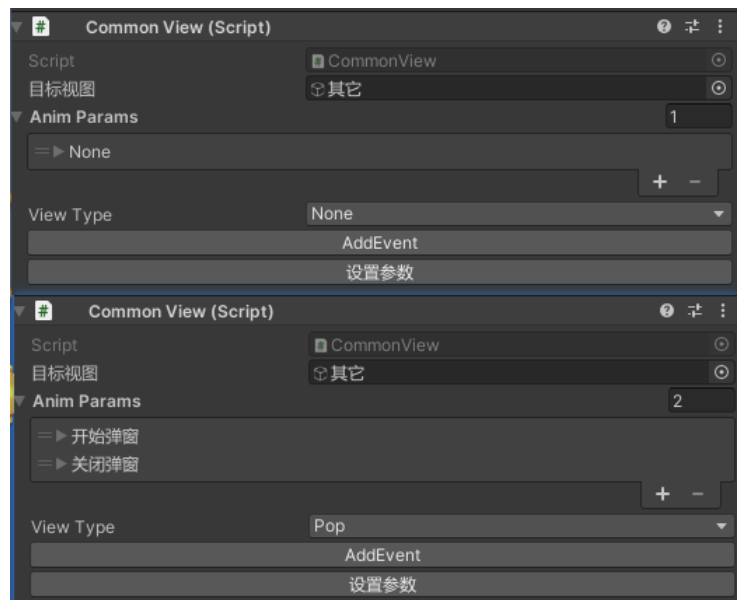 Common View (Script)
Script CommonView
目标视图 其它
Anim Params 1
None
View Type None
AddEvent
设置参数
Common View (Script)
Script CommonView
目标视图 其它
Anim Params 2
开始弹窗
关闭弹窗
View Type Pop
AddEvent
设置参数